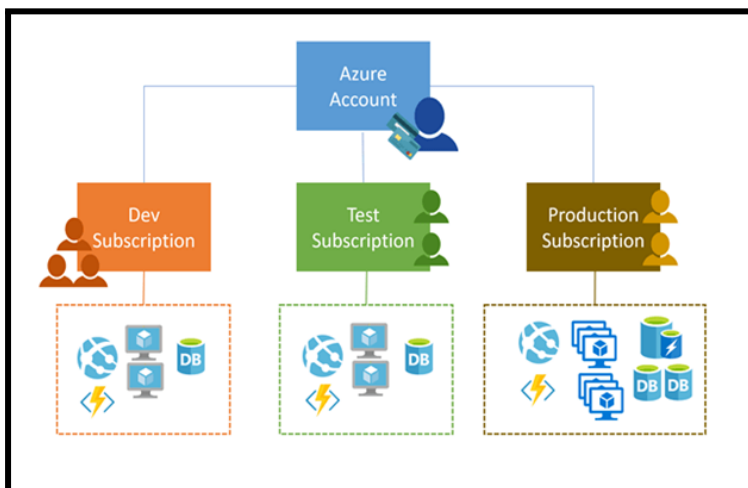 Azure
Account
Dev
Subscription
Test
Subscription
Production
Subscription
DB
DB
DB
DB